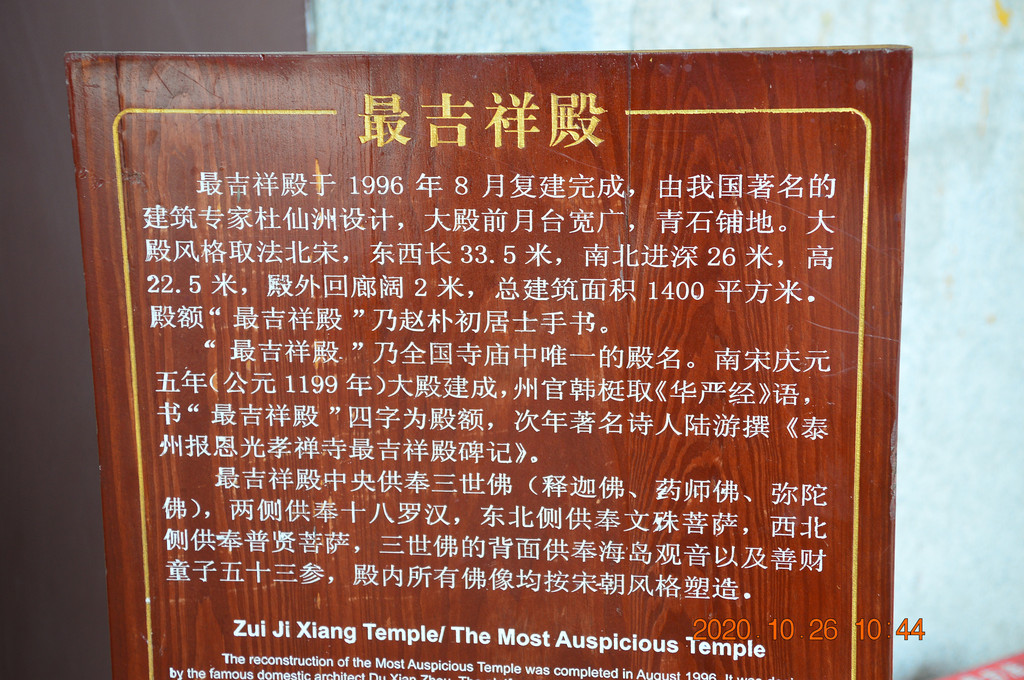 最吉祥殿
最吉祥殿于 1996 年 8 月复建完成，由我国著名的
建筑专家杜仙洲设计，大殿前月台宽广，青石铺地。大
殿风格取法北宋，东西长 33.5 米，南北进深 26 米，高
22.5 米，殿外回廊阔 2 米，总建筑面积 1400 平方米。
殿额“最吉祥殿”乃赵朴初居士手书。
“最吉祥殿”乃全国寺庙中唯一的殿名。南宋庆元
五年（公元 1199 年）大殿建成，州官韩梃取《华严经》语，
书“最吉祥殿”四字为殿额，次年著名诗人陆游撰《泰
州报恩光孝禅寺最吉祥殿碑记》。
最吉祥殿中央供奉三世佛（释迦佛、药师佛、弥陀
佛），两侧供奉十八罗汉，东北侧供奉文殊菩萨，西北
侧供奉普贤菩萨，三世佛的背面供奉海岛观音以及善财
童子五十三参，殿内所有佛像均按宋朝风格塑造。
Zui Ji Xiang Temple/ The Most Auspicious Temple
The reconstruction of the Most Auspicious Temple was completed in August 1996. It was
by the famous domestic architect Du Xian Zhou. The
2020.10.26 10:44